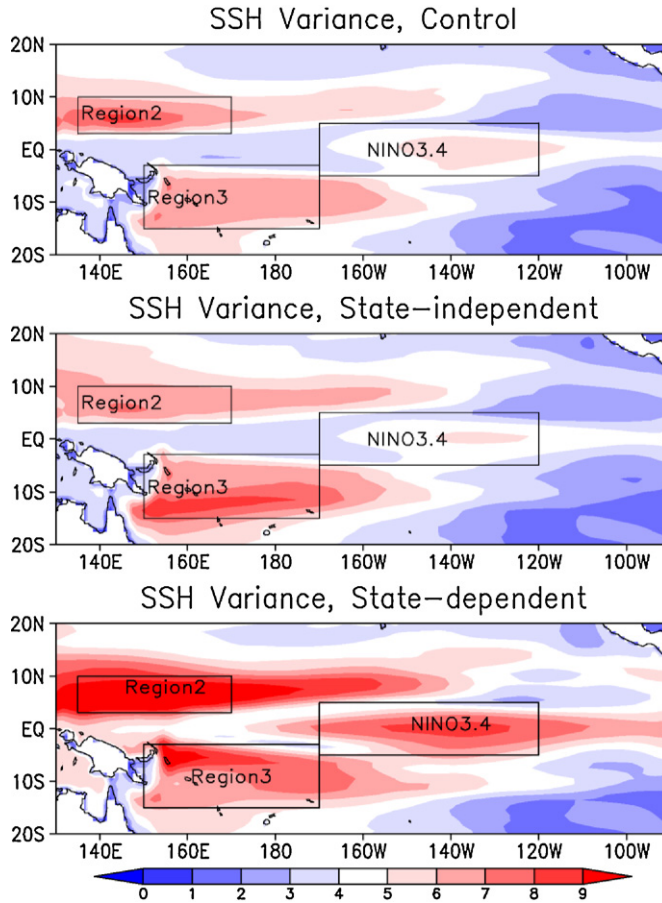 SSH Variance, Control
20N
10N
EQ
10S
20S
Region2
NINO3.4
Region3
140E 160E 180 160W 140W 120W 100W
SSH Variance, State-independent
20N
10N
EQ
10S
20S
Region2
NINO3.4
Region3
140E 160E 180 160W 140W 120W 100W
SSH Variance, State-dependent
20N
10N
EQ
10S
20S
Region2
NINO3.4
Region3
140E 160E 180 160W 140W 120W 100W
0 1 2 3 4 5 6 7 8 9